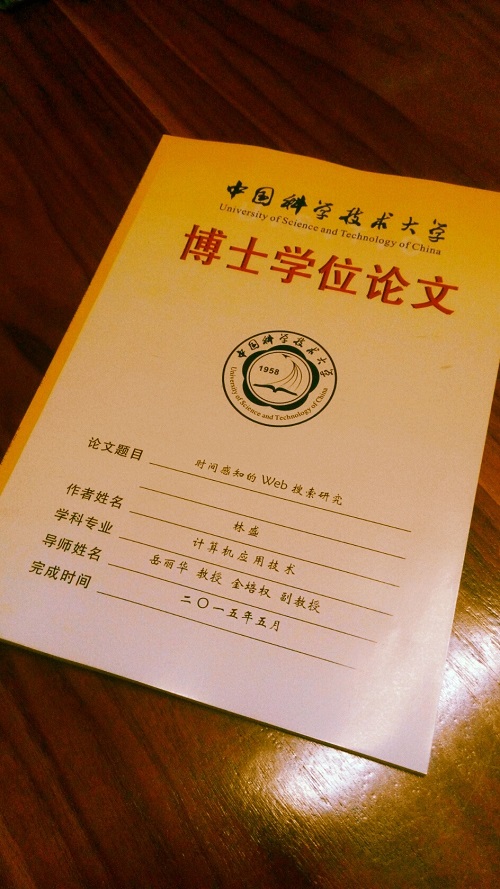 中国科学技术大学
University of Science and Technology of China
博士学位论文
中国科学技术大学
1958
University of Science and Technology of China
论文题目 时间感知的 Web 搜索研究
作者姓名 林盛
学科专业 计算机应用技术
导师姓名 岳丽华 教授 金培权 副教授
完成时间 二〇一五年五月